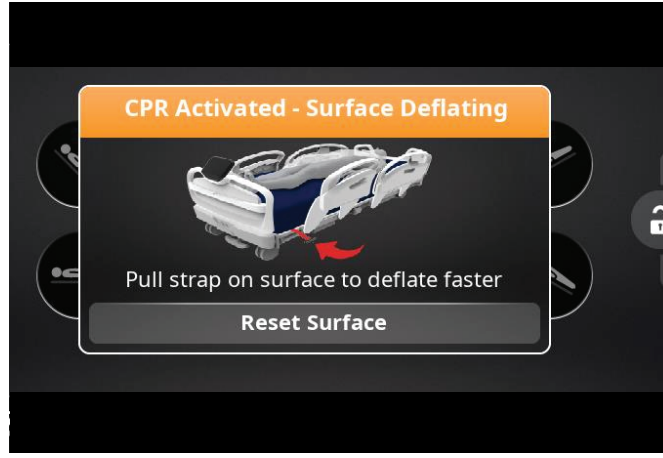 CPR Activated - Surface Deflating
Pull strap on surface to deflate faster
Reset Surface